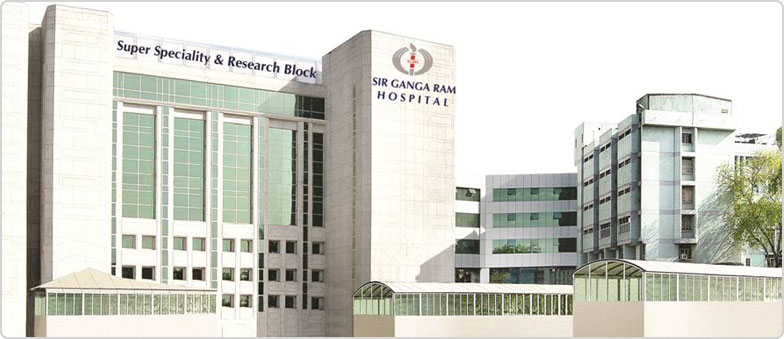 Super Speciality & Research Block
SIR GANGA RAM
HOSPITAL